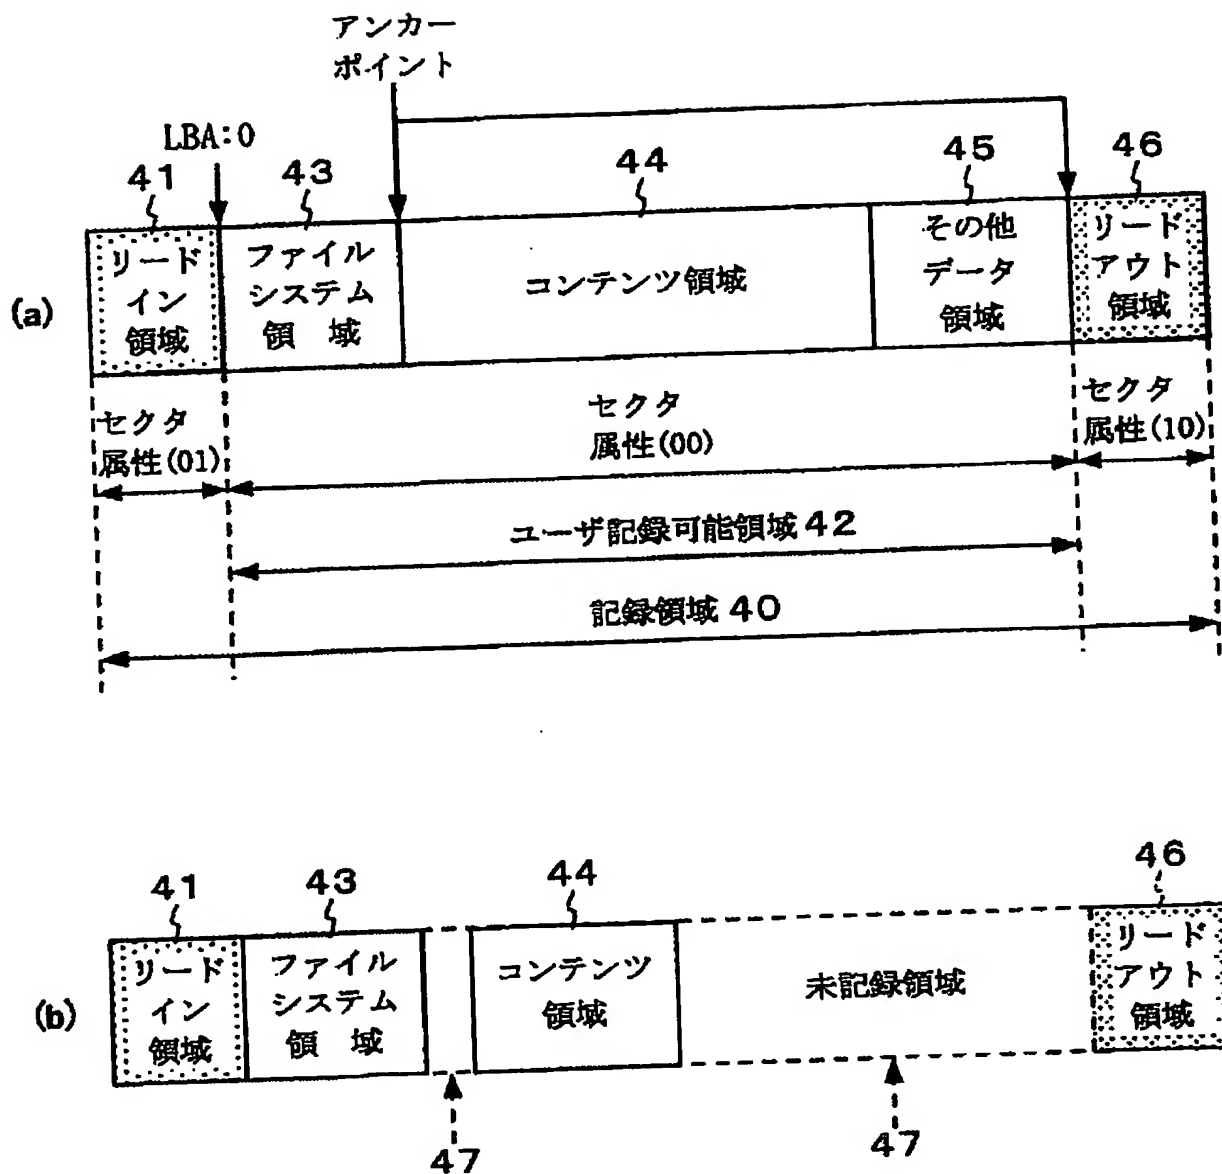 アンカー
ポイント
LBA:0
41
43
44
45
46
(a)
リード
イン
領域
ファイル
システム
領 域
コンテンツ領域
その他
データ
領域
リード
アウト
領域
セクタ
属性(01)
セクタ
属性(00)
セクタ
属性(10)
ユーザ記録可能領域42
記録領域40
41
43
44
46
(b)
リード
イン
領域
ファイル
システム
領 域
コンテンツ
領域
未記録領域
リード
アウト
領域
47
47